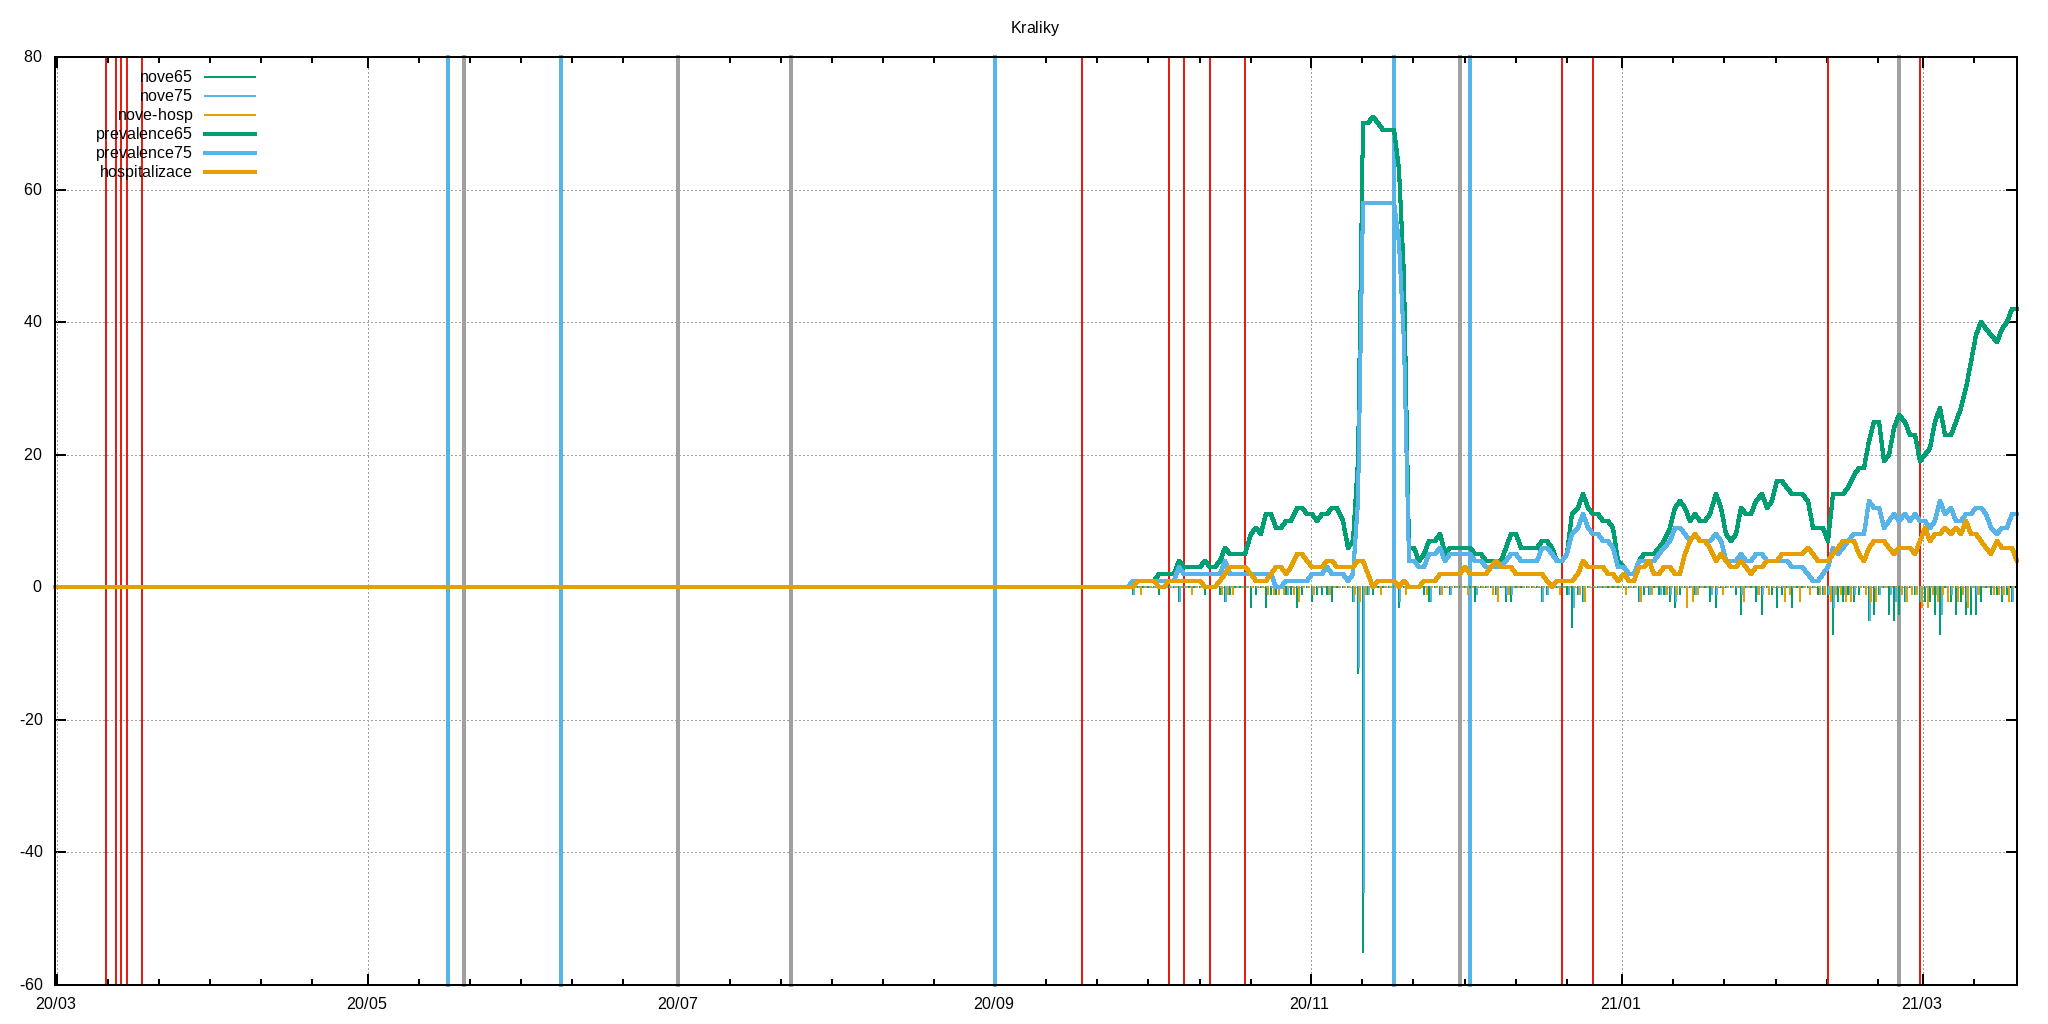 Kraliky
80
60
40
20
0
-20
-40
-60
nove65
nove75
nove-hosp
prevalence65
prevalence75
hospitalizace
20/03 20/05 20/07 20/09 20/11 21/01 21/03